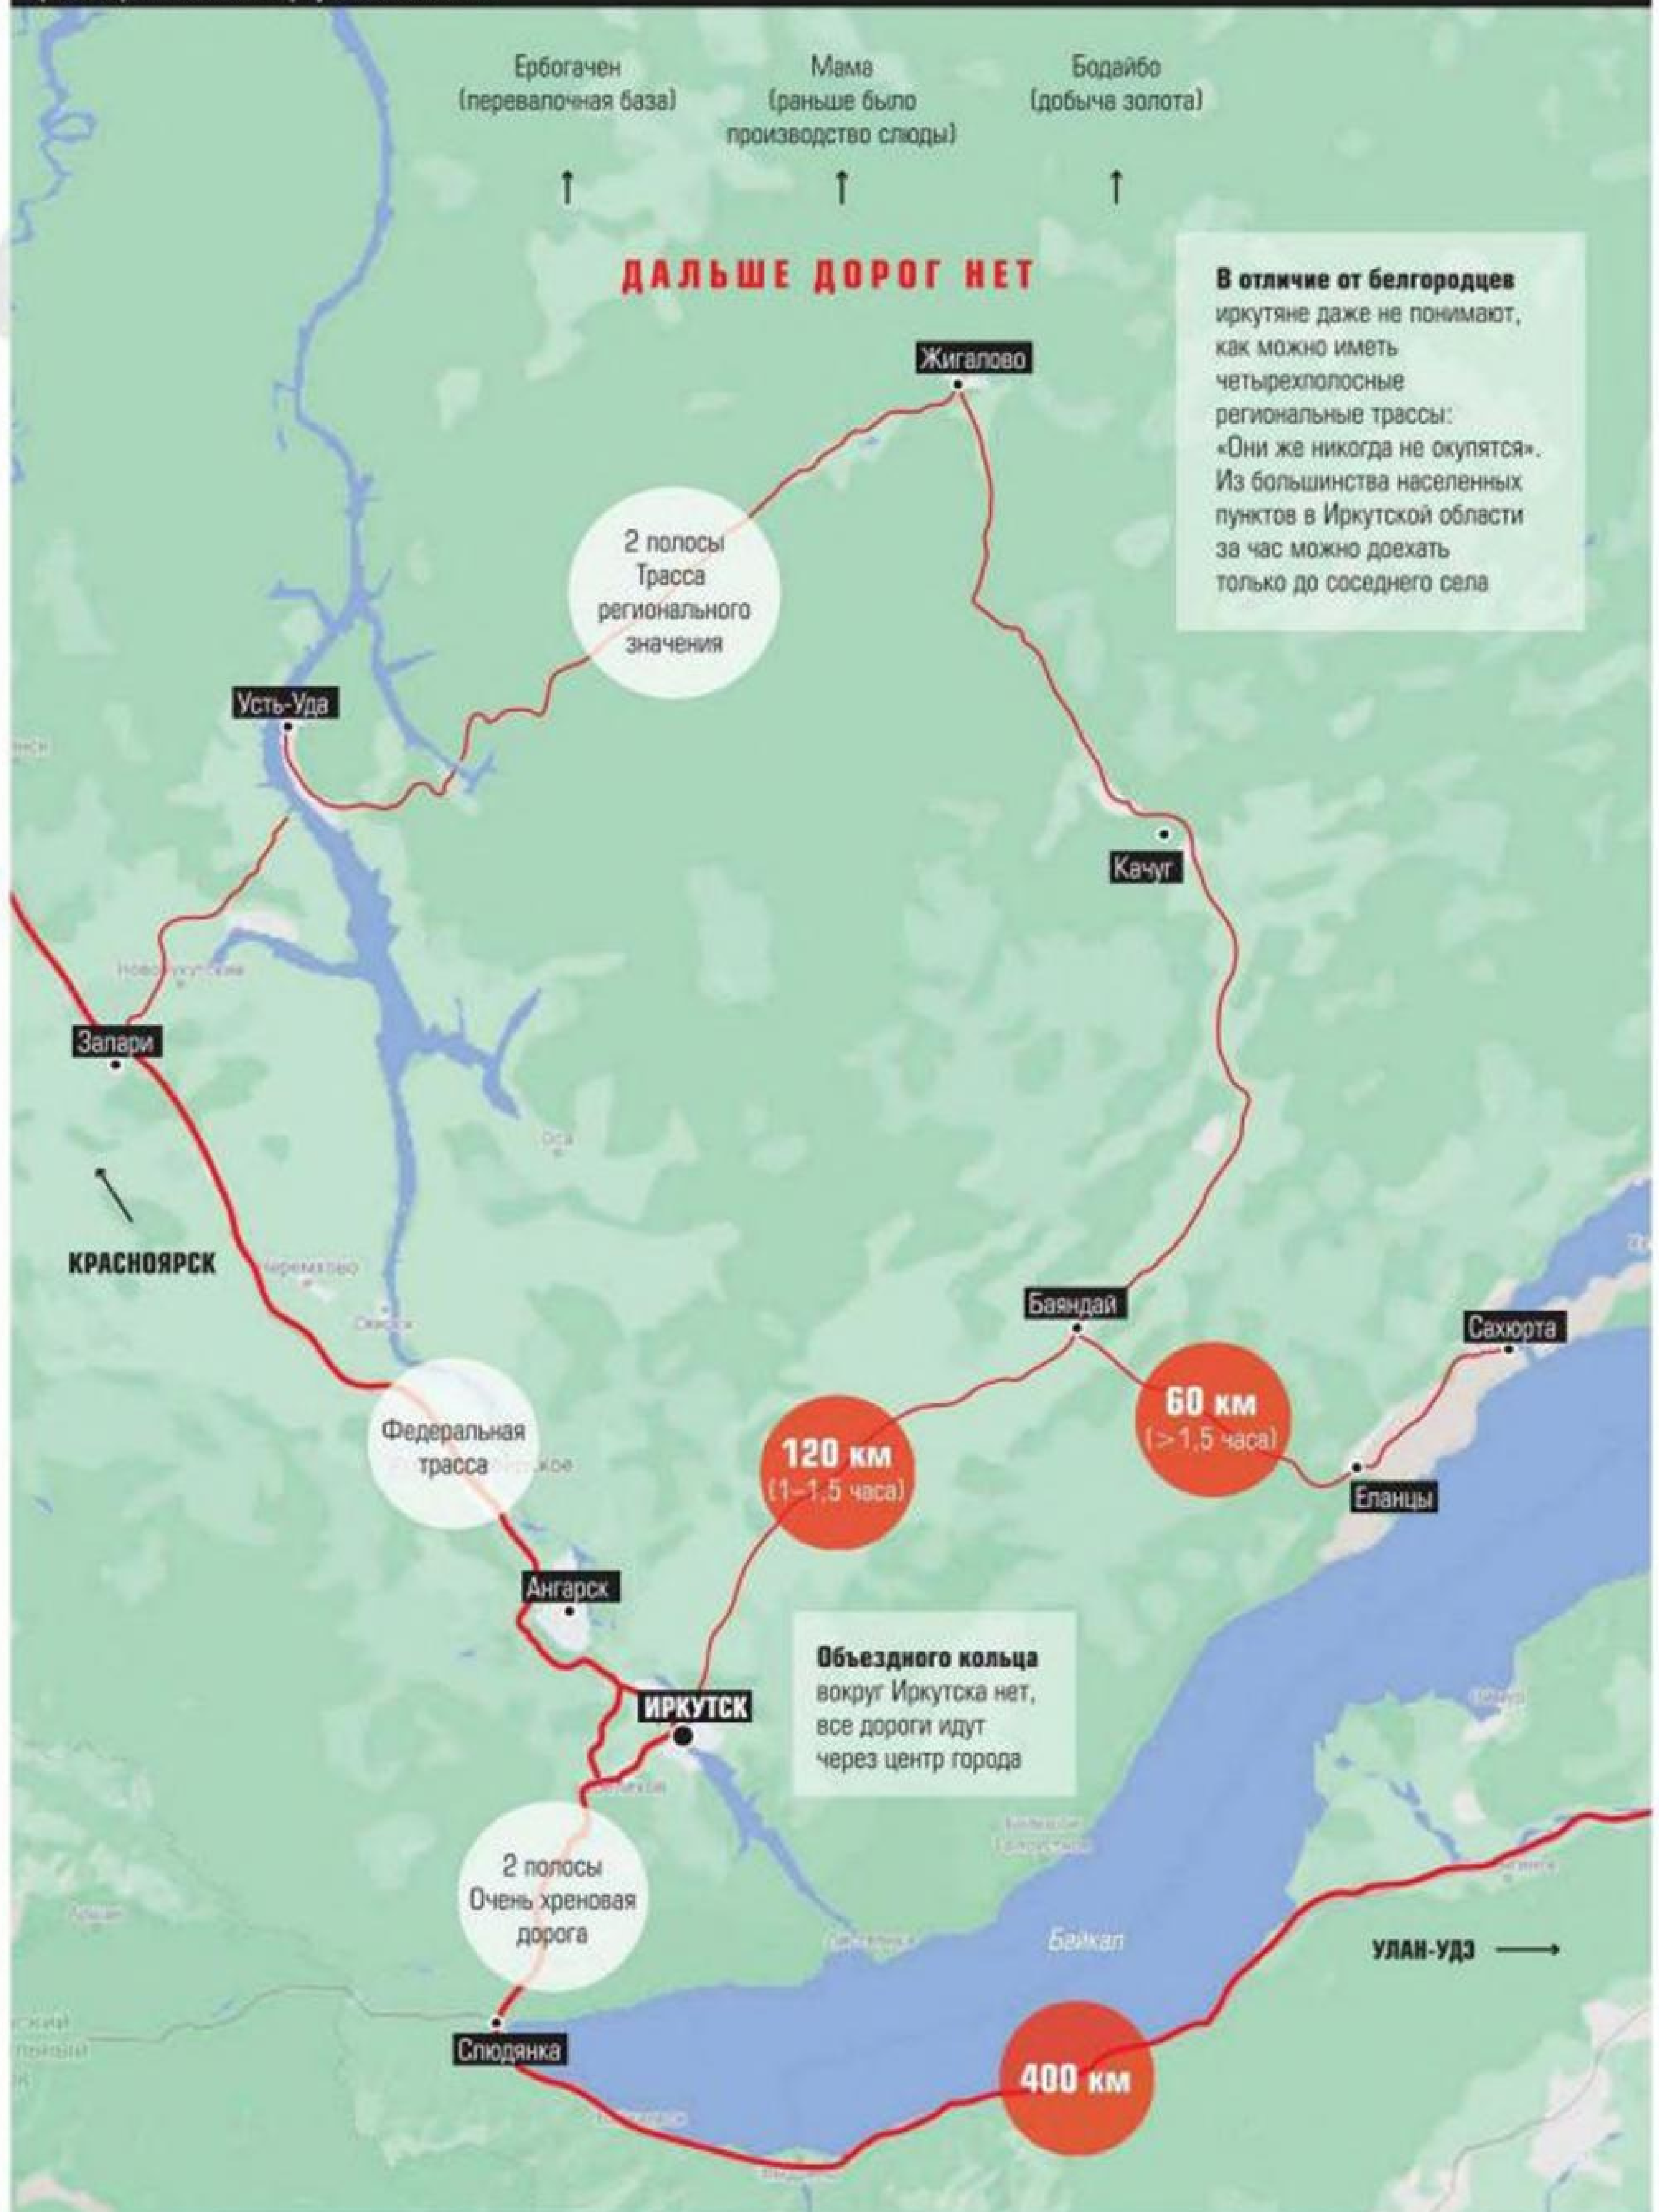 Ербогачен
(перевалочная база)
Мама
(раньше было
производство слюды)
Бодайбо
(добыча золота)
↑
↑
↑
ДАЛЬШЕ ДОРОГ НЕТ
В отличие от белгородцев
иркутяне даже не понимают,
как можно иметь
четырехполосные
региональные трассы:
«Они же никогда не окупятся».
Из большинства населенных
пунктов в Иркутской области
за час можно доехать
только до соседнего села
Жигалово
2 полосы
Трасса
регионального
значения
Усть-Уда
Качуг
Залари
Оса
КРАСНОЯРСК
Черемхово
Свирск
Баяндай
Сахюрта
60 км
(>1,5 часа)
120 км
(1–1,5 часа)
Федеральная
трасса
Еланцы
Ангарск
Объездного кольца
вокруг Иркутска нет,
все дороги идут
через центр города
ИРКУТСК
2 полосы
Очень хреновая
дорога
Байкал
УЛАН-УДЭ →
Слюдянка
400 км